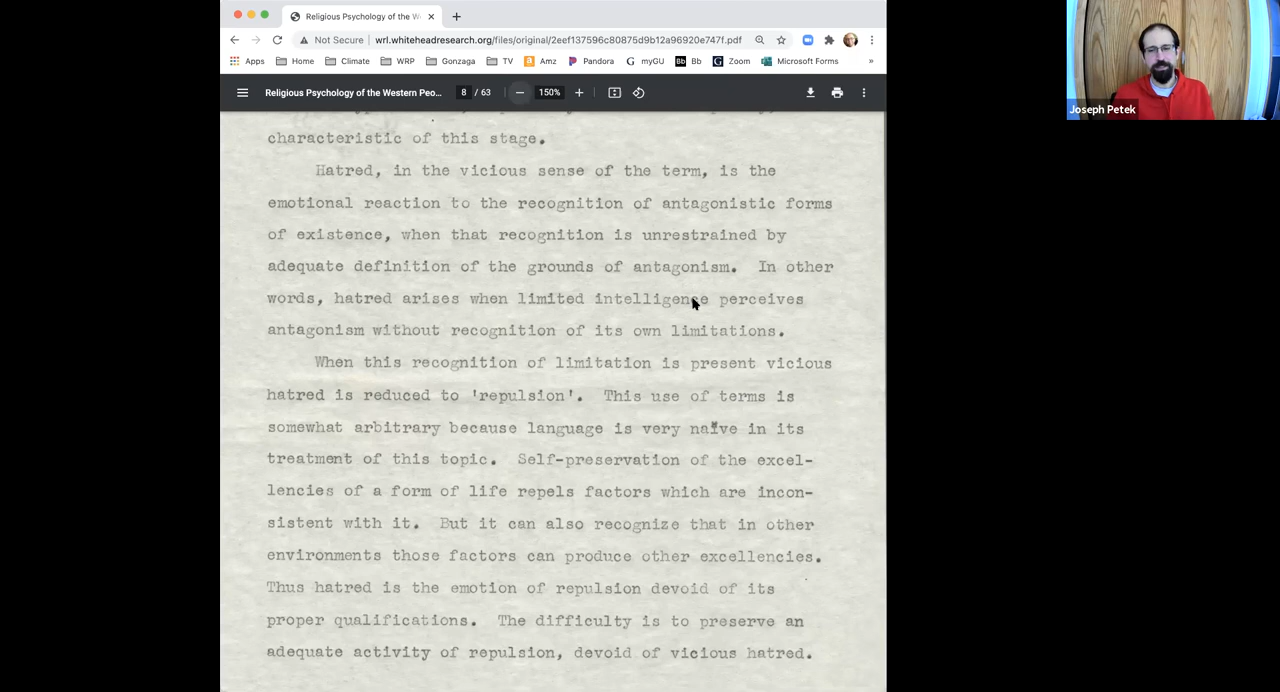 Religious Psychology of the W
Not Secure
wrl.whiteheadresearch.org/files/original/2eef137596c80875d9b12a96920e747f.pdf
Apps Home Climate WRP Gonzaga TV Amz Pandora myGU Bb Zoom Microsoft Forms »
Religious Psychology of the Western Peo... 8 / 63 150%
Joseph Petek
characteristic of this stage.
Hatred, in the vicious sense of the term, is the
emotional reaction to the recognition of antagonistic forms
of existence, when that recognition is unrestrained by
adequate definition of the grounds of antagonism. In other
words, hatred arises when limited intelligence perceives
antagonism without recognition of its own limitations.
When this recognition of limitation is present vicious
hatred is reduced to 'repulsion'. This use of terms is
somewhat arbitrary because language is very naïve in its
treatment of this topic. Self-preservation of the excel-
lencies of a form of life repels factors which are incon-
sistent with it. But it can also recognize that in other
environments those factors can produce other excellencies.
Thus hatred is the emotion of repulsion devoid of its
proper qualifications. The difficulty is to preserve an
adequate activity of repulsion, devoid of vicious hatred.